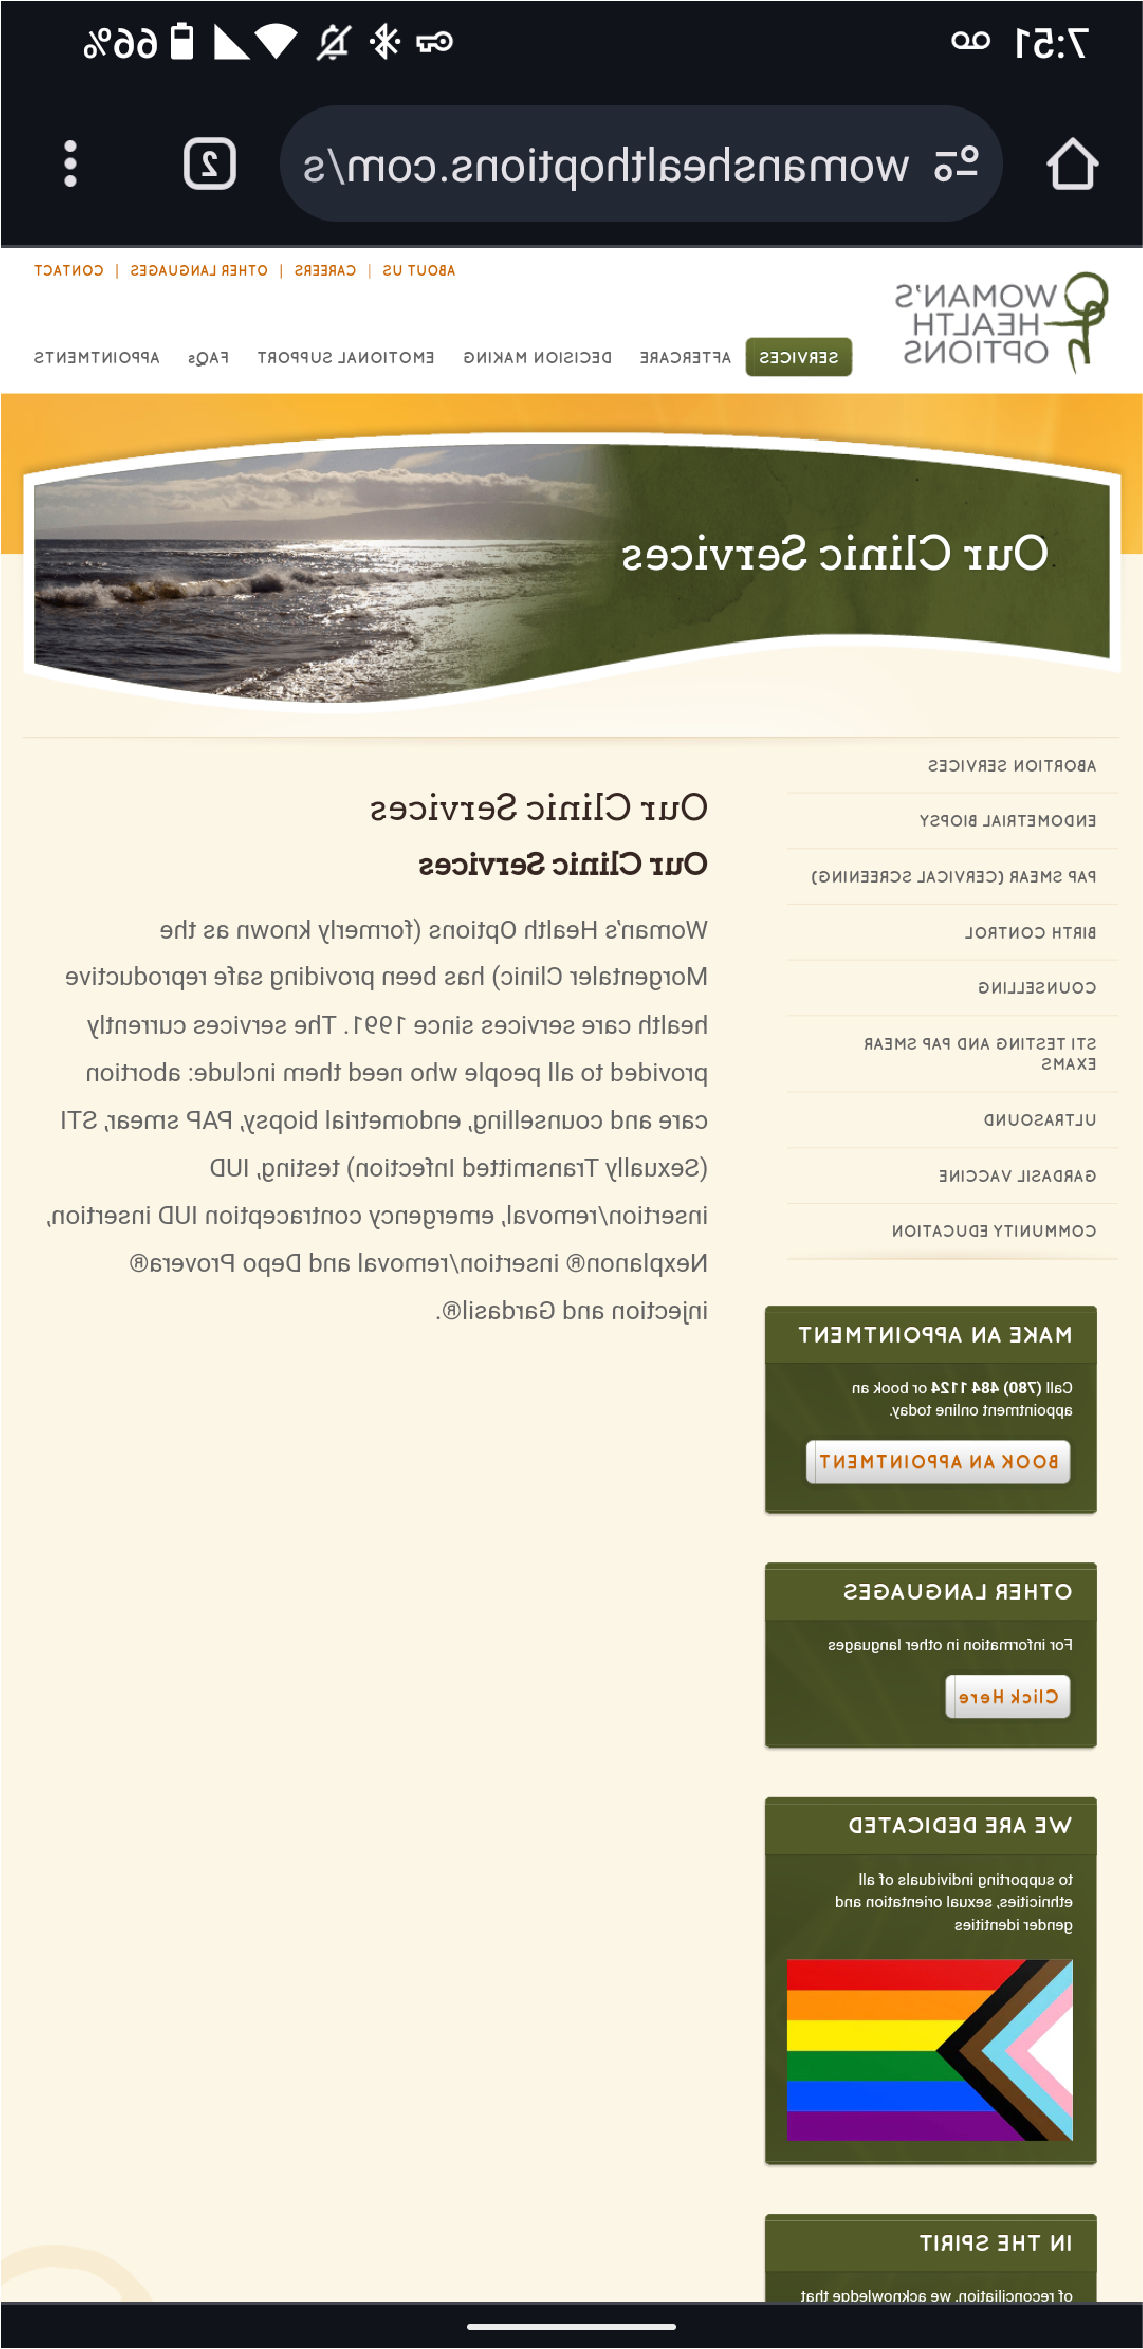 7:51
66%
womanshealthoptions.com/s
2
ABOUT US | CAREERS | OTHER LANGUAGES | CONTACT
WOMAN'S
HEALTH
OPTIONS
SERVICES AFTERCARE DECISION MAKING EMOTIONAL SUPPORT FAQs APPOINTMENTS
Our Clinic Services
ABORTION SERVICES
ENDOMETRIAL BIOPSY
PAP SMEAR (CERVICAL SCREENING)
BIRTH CONTROL
COUNSELLING
STI TESTING AND PAP SMEAR
EXAMS
ULTRASOUND
GARDASIL VACCINE
COMMUNITY EDUCATION
MAKE AN APPOINTMENT
Call (780) 484 1124 or book an
appointment online today.
BOOK AN APPOINTMENT
OTHER LANGUAGES
For information in other languages
Click Here
WE ARE DEDICATED
to supporting individuals of all
ethnicities, sexual orientation and
gender identities
IN THE SPIRIT
of reconciliation, we acknowledge that
Our Clinic Services
Our Clinic Services
Woman's Health Options (formerly known as the
Morgentaler Clinic) has been providing safe reproductive
health care services since 1991. The services currently
provided to all people who need them include: abortion
care and counselling, endometrial biopsy, PAP smear, STI
(Sexually Transmitted Infection) testing, IUD
insertion/removal, emergency contraception IUD insertion,
Nexplanon® insertion/removal and Depo Provera®
injection and Gardasil®.